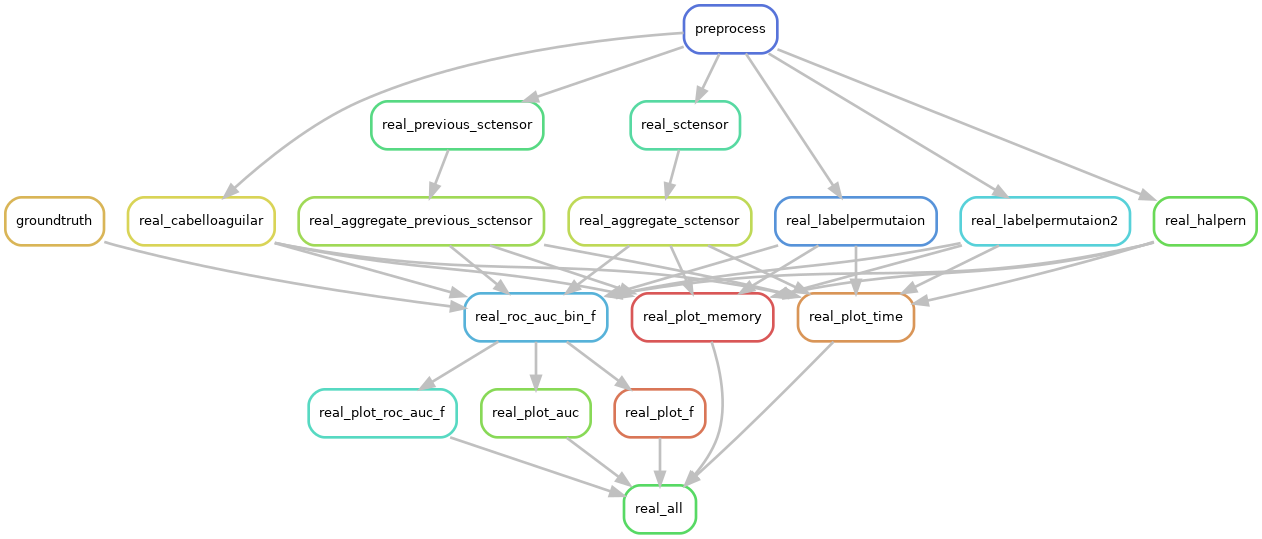 preprocess
real_previous_sctensor
real_sctensor
groundtruth
real_cabelloaguilar
real_aggregate_previous_sctensor
real_aggregate_sctensor
real_labelpermutaion
real_labelpermutaion2
real_halpern
real_roc_auc_bin_f
real_plot_memory
real_plot_time
real_plot_roc_auc_f
real_plot_auc
real_plot_f
real_all